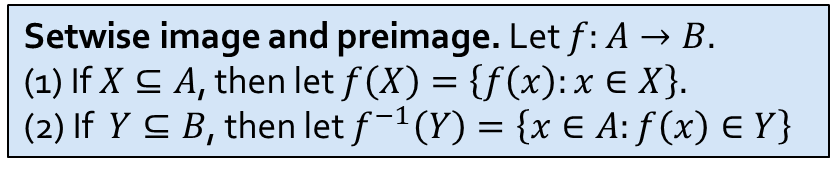 Setwise image and preimage. Let 𝑓: 𝐴 → 𝐵.
(1) If 𝑋 ⊆ 𝐴, then let 𝑓(𝑋) = {𝑓(𝑥): 𝑥 ∈ 𝑋}.
(2) If 𝑌 ⊆ 𝐵, then let 𝑓⁻¹(𝑌) = {𝑥 ∈ 𝐴: 𝑓(𝑥) ∈ 𝑌}